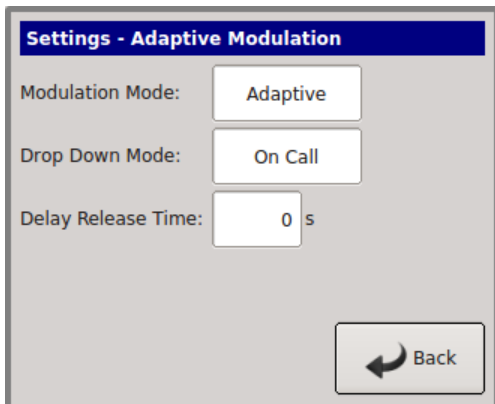 Settings - Adaptive Modulation
Modulation Mode: Adaptive
Drop Down Mode: On Call
Delay Release Time: 0 s
Back